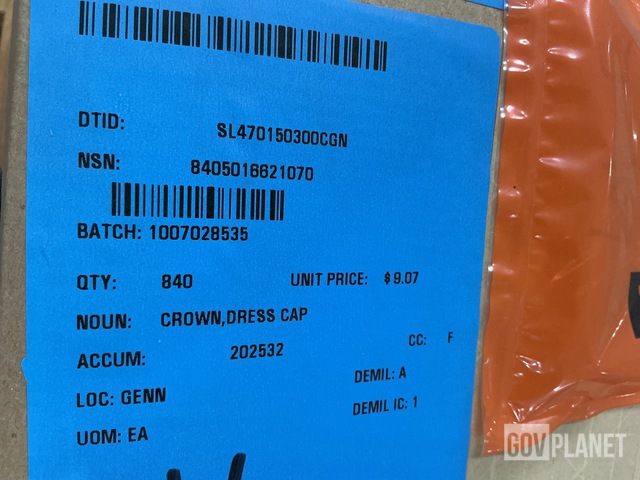 DTID: SL470150300CGN
NSN: 8405016621070
BATCH: 1007028535
QTY: 840 UNIT PRICE: $9.07
NOUN: CROWN,DRESS CAP
ACCUM: 202532 CC: F
LOC: GENN DEMIL: A
UOM: EA DEMIL IC: 1
GOVPLANET